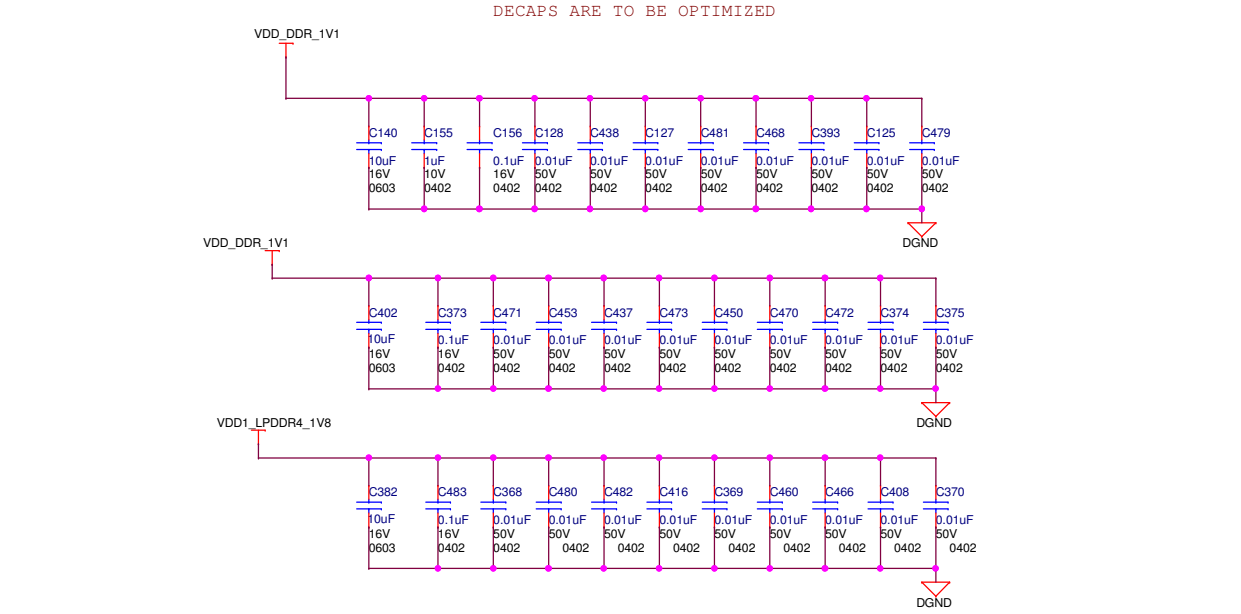 DECAPS ARE TO BE OPTIMIZED
VDD_DDR_1V1
C140 C155 C156 C128 C438 C127 C481 C468 C393 C125 C479
10uF 1uF 0.1uF 0.01uF 0.01uF 0.01uF 0.01uF 0.01uF 0.01uF 0.01uF 0.01uF
16V 10V 16V 50V 50V 50V 50V 50V 50V 50V 50V
0603 0402 0402 0402 0402 0402 0402 0402 0402 0402 0402
DGND
VDD_DDR_1V1
C402 C373 C471 C453 C437 C473 C450 C470 C472 C374 C375
10uF 0.1uF 0.01uF 0.01uF 0.01uF 0.01uF 0.01uF 0.01uF 0.01uF 0.01uF 0.01uF
16V 16V 50V 50V 50V 50V 50V 50V 50V 50V 50V
0603 0402 0402 0402 0402 0402 0402 0402 0402 0402 0402
DGND
VDD1_LPDDR4_1V8
C382 C483 C368 C480 C482 C416 C369 C460 C466 C408 C370
10uF 0.1uF 0.01uF 0.01uF 0.01uF 0.01uF 0.01uF 0.01uF 0.01uF 0.01uF 0.01uF
16V 16V 50V 50V 50V 50V 50V 50V 50V 50V 50V
0603 0402 0402 0402 0402 0402 0402 0402 0402 0402 0402
DGND